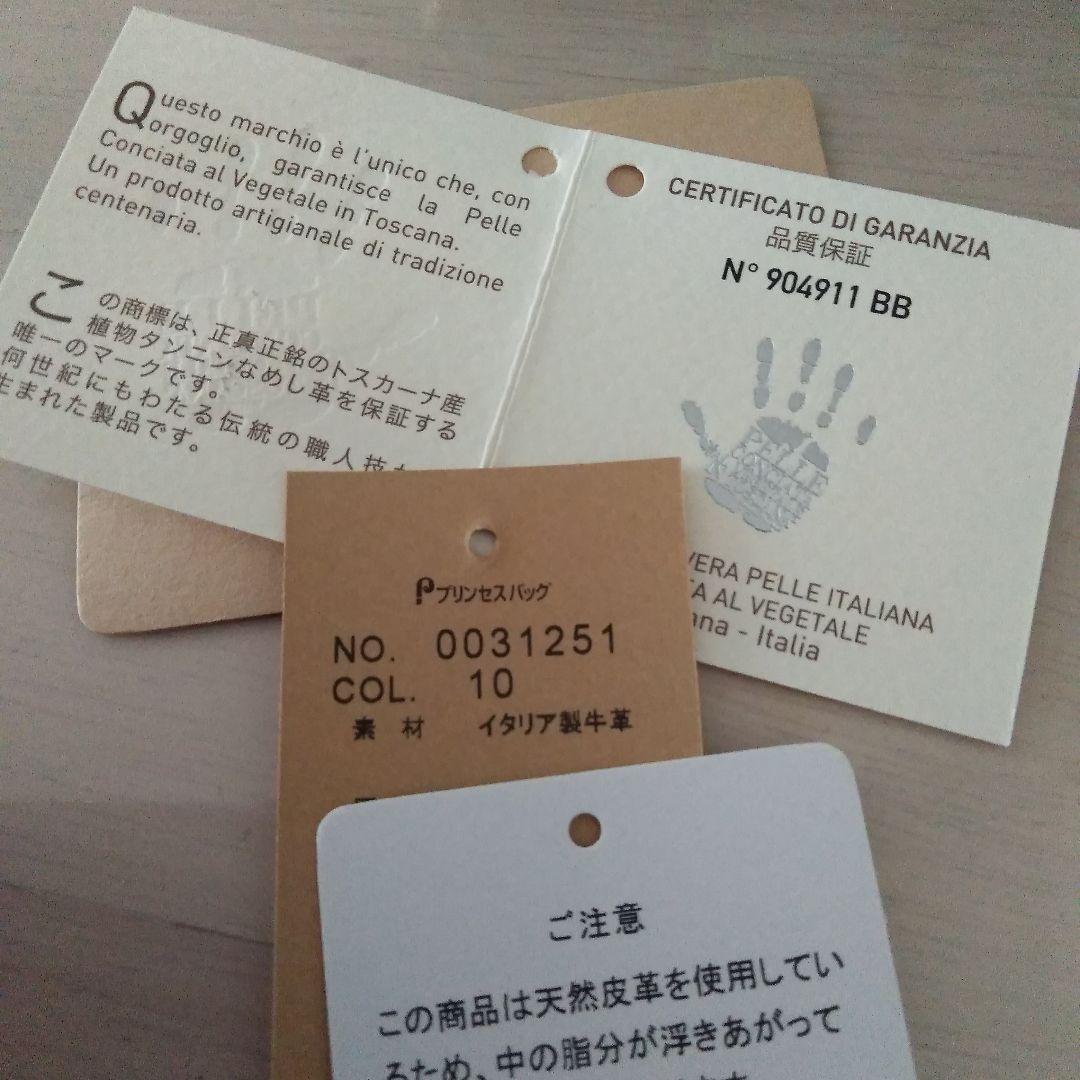 Questo marchio è l'unico che, con
orgoglio, garantisce la Pelle
Conciata al Vegetale in Toscana.
Un prodotto artigianale di tradizione
centenaria.
この商標は、正真正銘のトスカーナ産
植物タンニンなめし革を保証する
唯一のマークです。
何世紀にもわたる伝統の職人技
生まれた製品です。
CERTIFICATO DI GARANZIA
品質保証
N° 904911 BB
PELLE
VERA PELLE ITALIANA
AL VEGETALE
- Italia
プリンセスバッグ
NO. 0031251
COL. 10
素材 イタリア製牛革
ご注意
この商品は天然皮革を使用してい
るため、中の脂分が浮きあがって